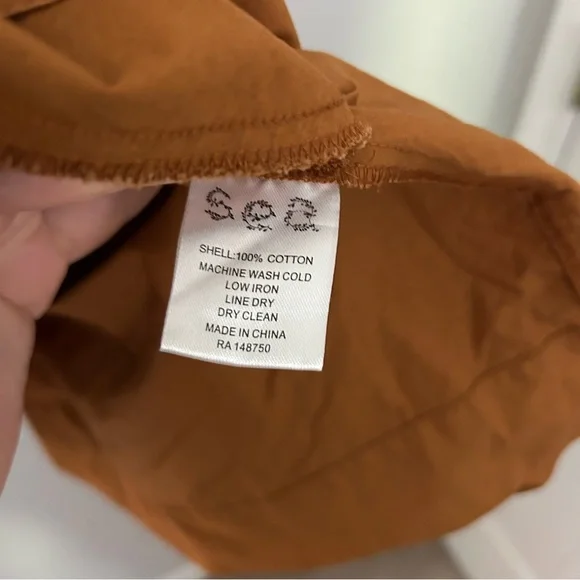 sea
SHELL:100% COTTON
MACHINE WASH COLD
LOW IRON
LINE DRY
DRY CLEAN
MADE IN CHINA
RA 148750